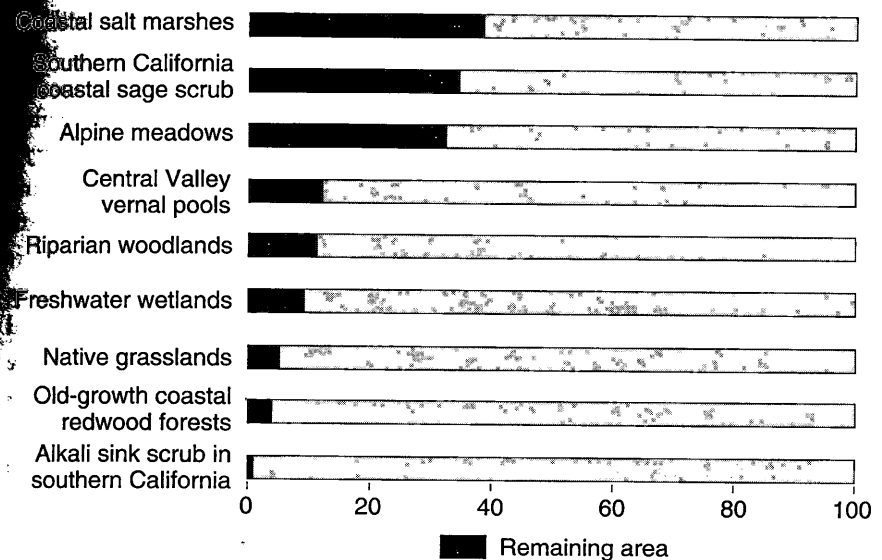 Coastal salt marshes
Southern California
coastal sage scrub
Alpine meadows
Central Valley
vernal pools
Riparian woodlands
Freshwater wetlands
Native grasslands
Old-growth coastal
redwood forests
Alkali sink scrub in
southern California
0 20 40 60 80 100
Remaining area